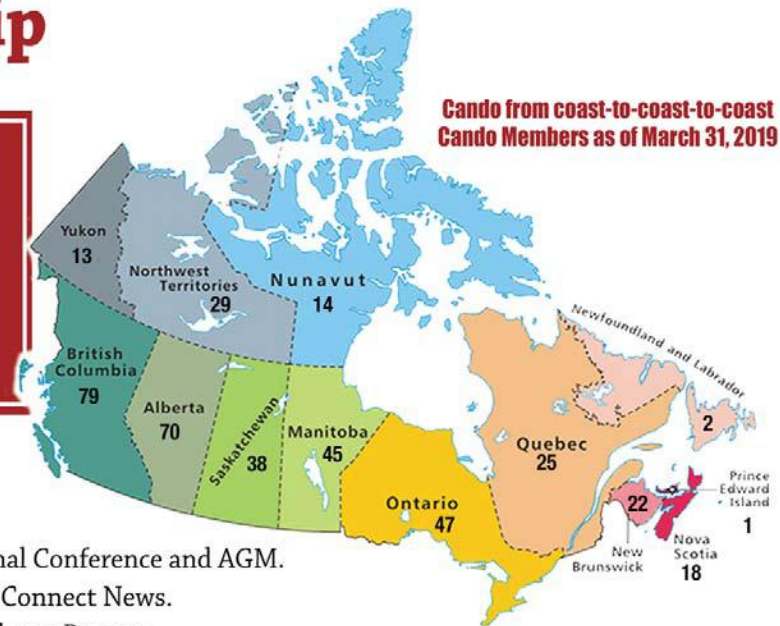 ip
Cando from coast-to-coast-to-coast
Cando Members as of March 31, 2019
Yukon
13
Northwest
Territories
29
Nunavut
14
British
Columbia
79
Alberta
70
Saskatchewan
38
Manitoba
45
Ontario
47
Quebec
25
Newfoundland and Labrador
2
Prince
Edward
Island
1
22
New
Brunswick
Nova
Scotia
18
nal Conference and AGM.
Connect News.